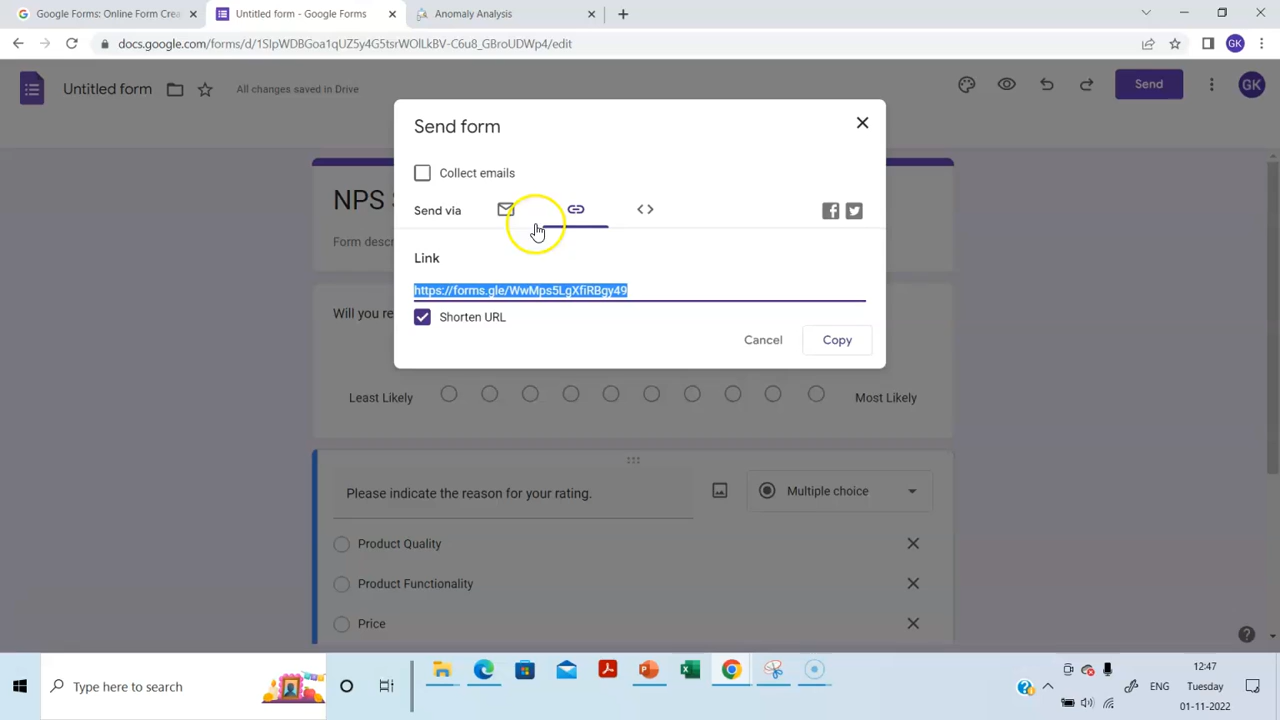 Google Forms: Online Form Crea
Untitled form - Google Forms
Anomaly Analysis
docs.google.com/forms/d/1SIpWDBGoa1qUZ5y4G5tsrWOlLkBV-C6u8_GBroUDWp4/edit
GK
Untitled form
All changes saved in Drive
Send
GK
Send form
Collect emails
Send via
Link
https://forms.gle/WwMps5LgXfiRBgy49
Shorten URL
Cancel
Copy
NPS
Form descr
Will you re
Least Likely
Most Likely
Please indicate the reason for your rating.
Multiple choice
Product Quality
Product Functionality
Price
Type here to search
ENG
12:47
Tuesday
01-11-2022